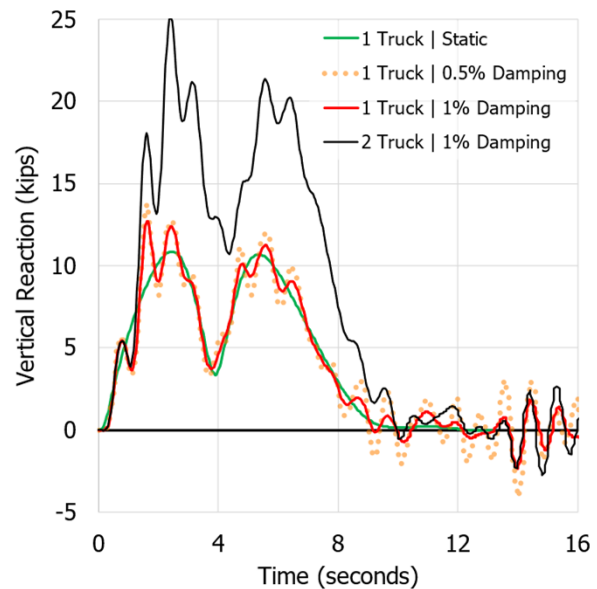 25
20
15
10
5
0
-5
Vertical Reaction (kips)
1 Truck | Static
1 Truck | 0.5% Damping
1 Truck | 1% Damping
2 Truck | 1% Damping
0 4 8 12 16
Time (seconds)